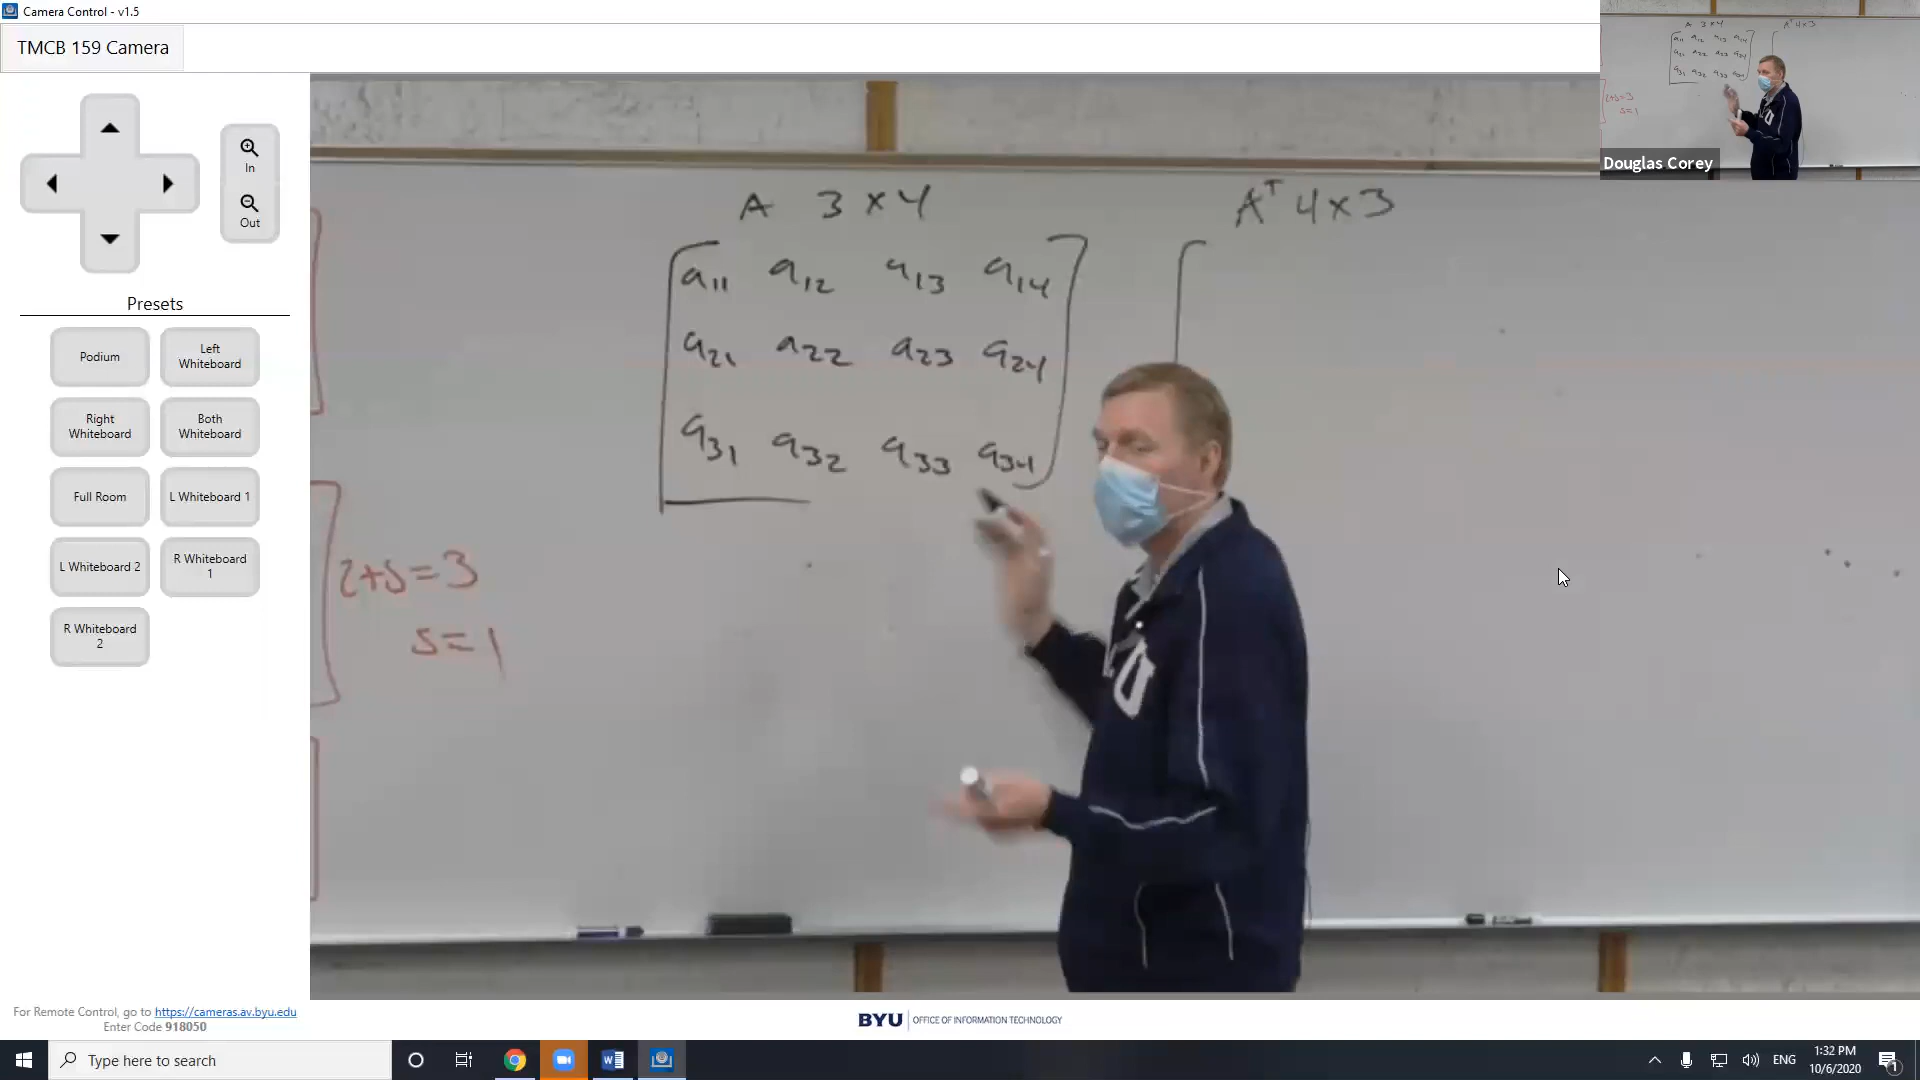 Camera Control - v1.5
TMCB 159 Camera
In
Out
Presets
Podium
Left Whiteboard
Right Whiteboard
Both Whiteboard
Full Room
L Whiteboard 1
L Whiteboard 2
R Whiteboard 1
R Whiteboard 2
For Remote Control, go to https://cameras.av.byu.edu
Enter Code 918050
A 3 x 4
a11 a12 a13 a14
a21 a22 a23 a24
a31 a32 a33 a34
A^T 4 x 3
2+s=3
s=1
Douglas Corey
BYU OFFICE OF INFORMATION TECHNOLOGY
Type here to search
ENG
1:32 PM
10/6/2020
1